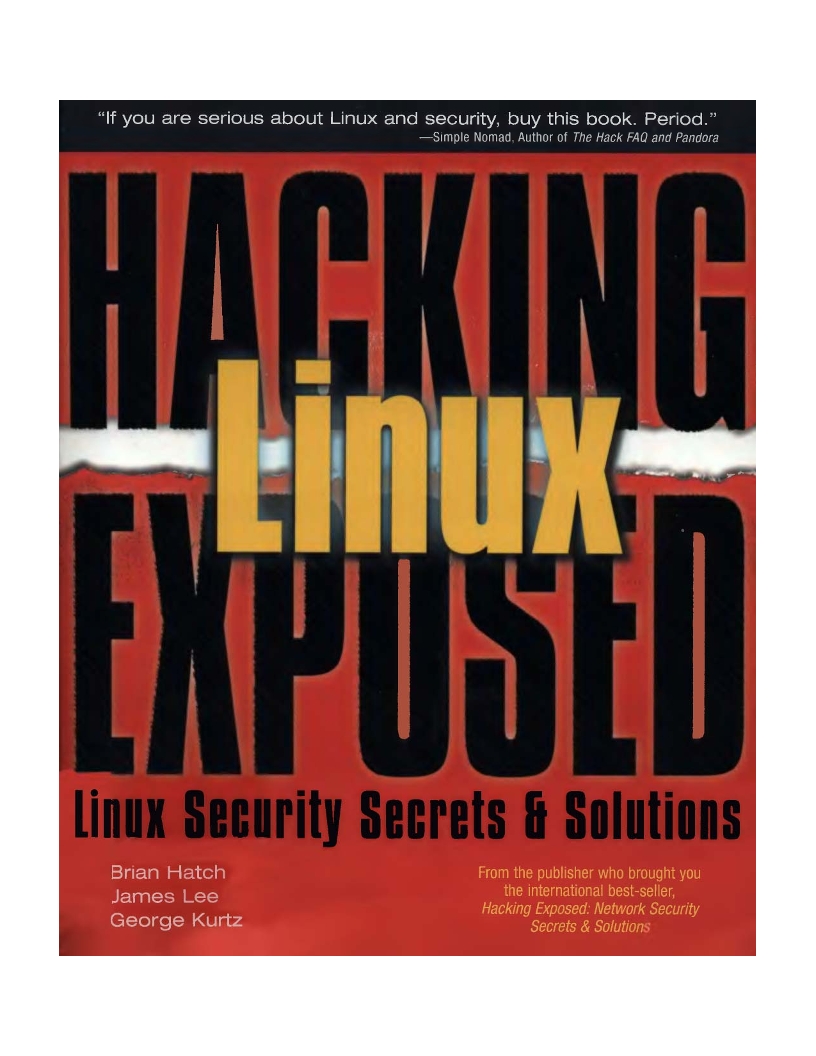 “If you are serious about Linux and security, buy this book. Period.”
—Simple Nomad, Author of The Hack FAQ and Pandora
HACKING
Linux
EXPOSED
Linux Security Secrets & Solutions
Brian Hatch
James Lee
George Kurtz
From the publisher who brought you
the international best-seller,
Hacking Exposed: Network Security
Secrets & Solutions